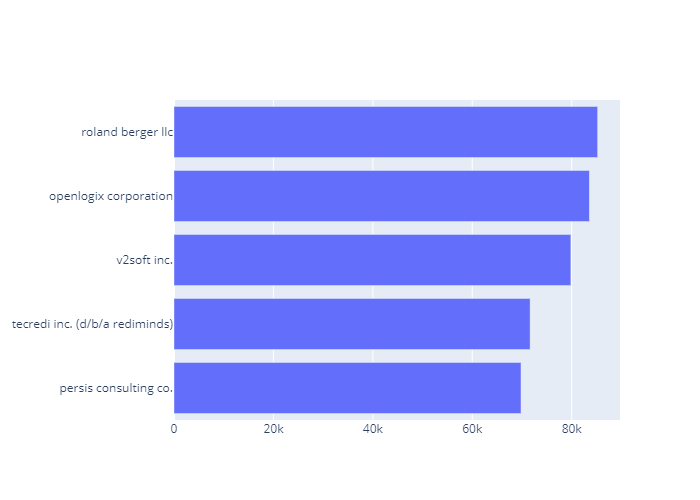 roland berger llc
openlogix corporation
v2soft inc.
tecredi inc. (d/b/a rediminds)
persis consulting co.
0 20k 40k 60k 80k